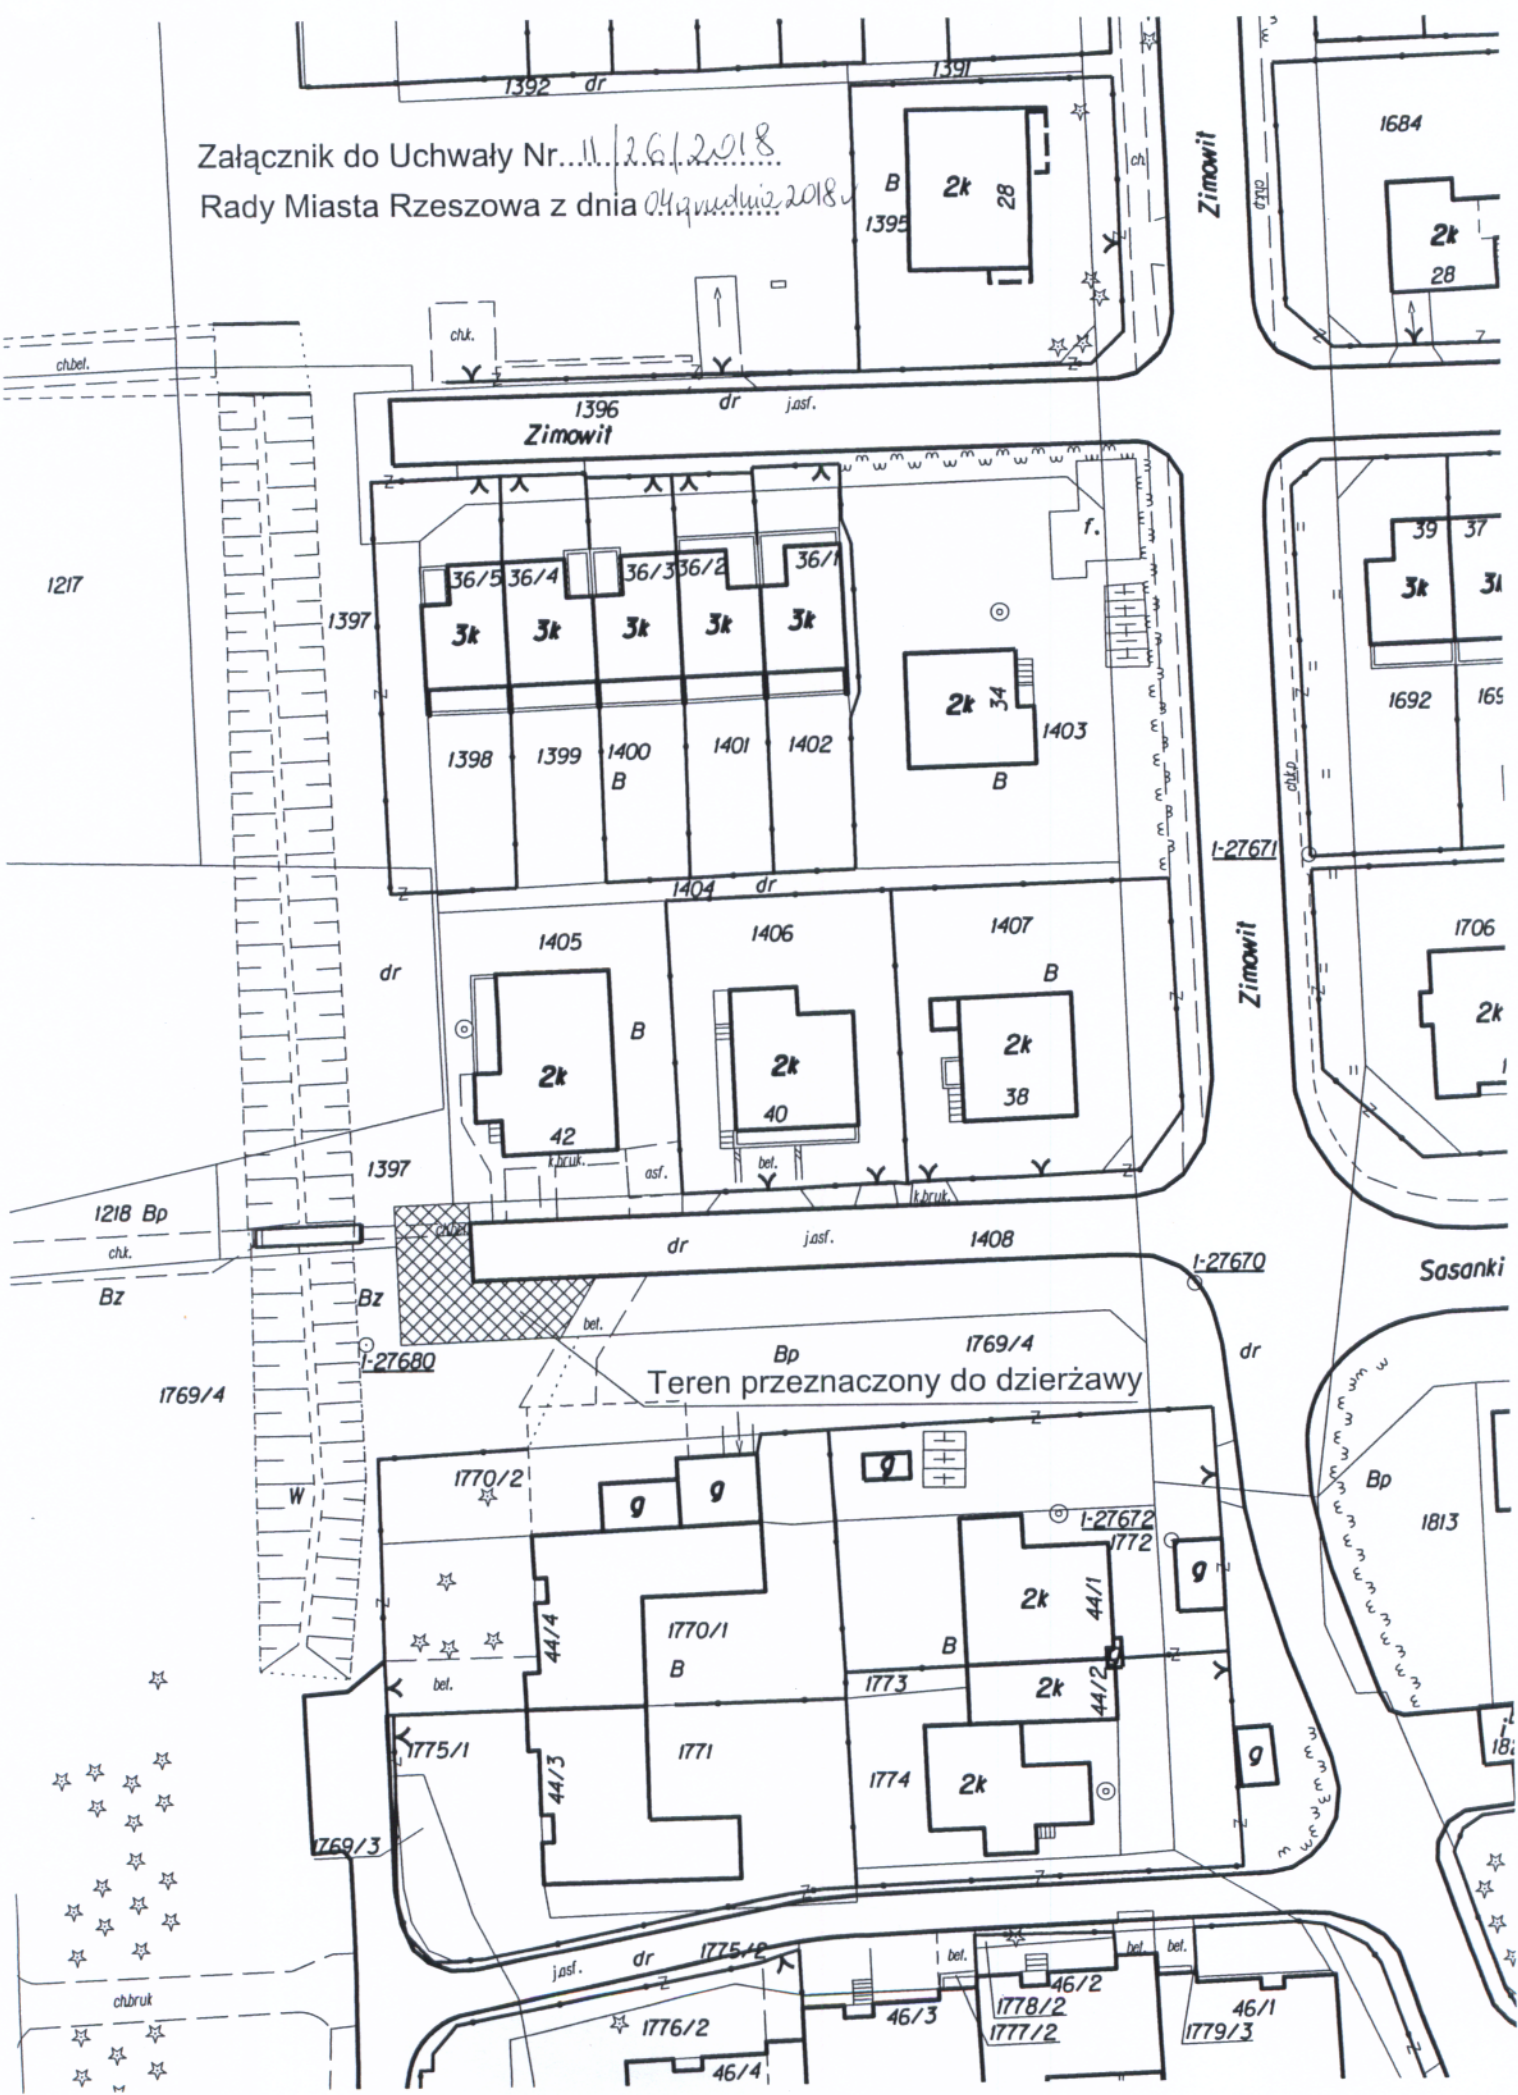 1392 dr
1391
1684
Załącznik do Uchwały Nr...11/26/2018
Rady Miasta Rzeszowa z dnia 04 grudnia 2018 r
B
2k
28
ch.
Zimowit
ch.k.p
1395
2k
28
ch.k.
ch.bet.
1396
dr
j.asf.
Zimowit
f.
39
37
36/5
36/4
36/3
36/2
36/1
1217
1397
3k
3k
3k
3k
3k
3k
2k
34
1403
1692
1398
1399
1400
1401
1402
B
B
ch.k.p
1-27671
1404
dr
1405
1406
1407
1706
dr
B
B
Zimowit
2k
2k
2k
2k
38
40
42
k.bruk.
asf.
bet.
1397
k.bruk.
1218 Bp
ch.k.
dr
j.asf.
1408
1-27670
Sasanki
Bz
Bz
bet.
1-27680
Bp
1769/4
dr
1769/4
Teren przeznaczony do dzierżawy
1770/2
g
g
g
Bp
W
1-27672
1772
1813
g
2k
44/1
44/4
1770/1
B
B
g
bet.
1773
2k
44/2
1775/1
44/3
1771
1774
2k
g
1769/3
1775/2
dr
j.asf.
bet.
bet.
bet.
46/2
ch.bruk
1778/2
46/3
46/1
1776/2
1777/2
1779/3
46/4